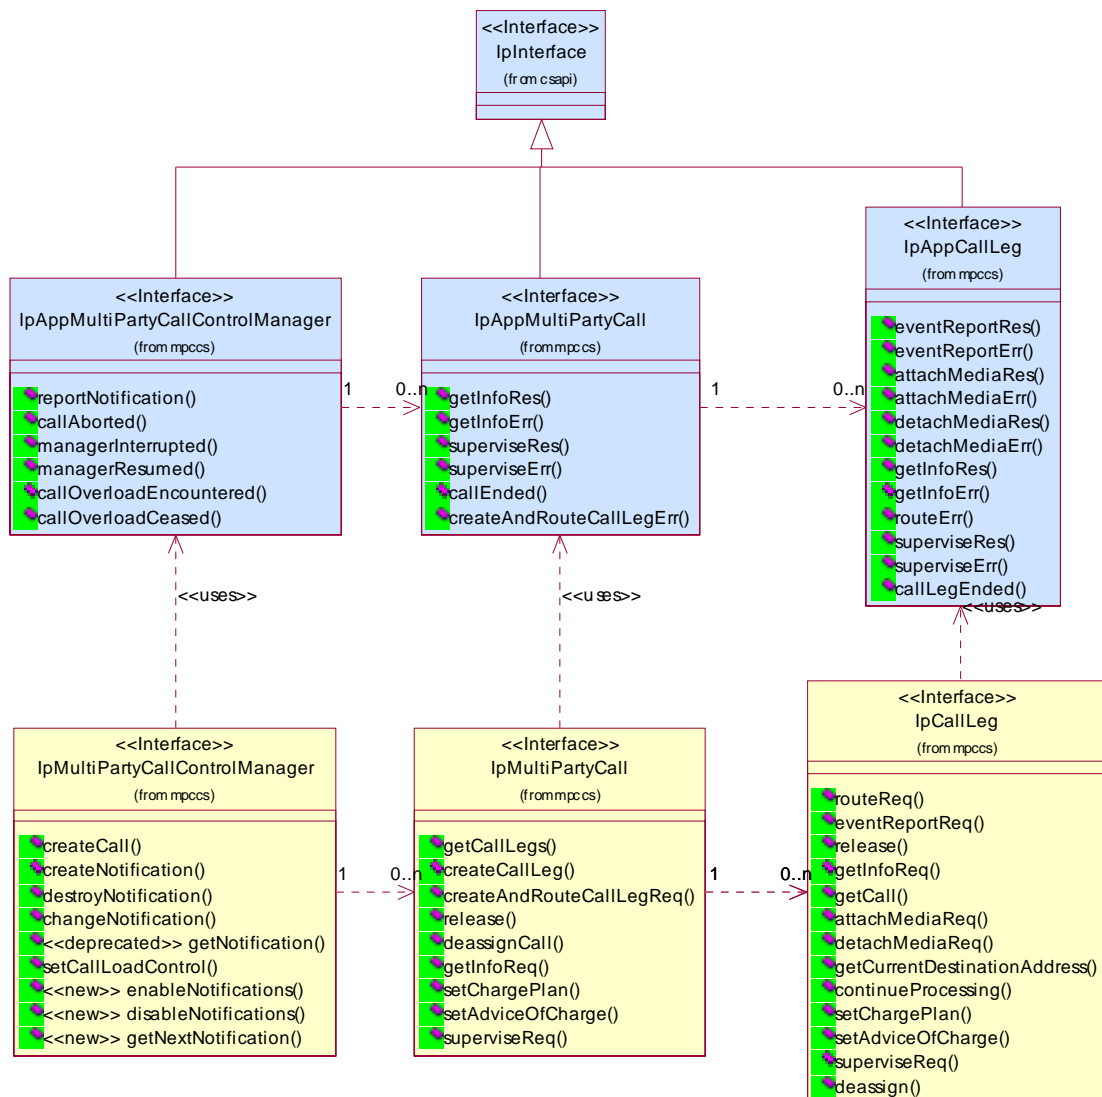 <<Interface>>
IpInterface
(from csapi)
<<Interface>>
IpAppCallLeg
(from mpccs)
eventReportRes()
eventReportErr()
attachMediaRes()
attachMediaErr()
detachMediaRes()
detachMediaErr()
getInfoRes()
getInfoErr()
routeErr()
superviseRes()
superviseErr()
callLegEnded()
<<Interface>>
IpAppMultiPartyCallControlManager
(from mpccs)
reportNotification()
callAborted()
managerInterrupted()
managerResumed()
callOverloadEncountered()
callOverloadCeased()
1
0..n
<<Interface>>
IpAppMultiPartyCall
(from mpccs)
getInfoRes()
getInfoErr()
superviseRes()
superviseErr()
callEnded()
createAndRouteCallLegErr()
1
0..n
<<uses>>
<<uses>>
<<uses>>
<<Interface>>
IpMultiPartyCallControlManager
(from mpccs)
createCall()
createNotification()
destroyNotification()
changeNotification()
<<deprecated>> getNotification()
setCallLoadControl()
<<new>> enableNotifications()
<<new>> disableNotifications()
<<new>> getNextNotification()
1
0..n
<<Interface>>
IpMultiPartyCall
(from mpccs)
getCallLegs()
createCallLeg()
createAndRouteCallLegReq()
release()
deassignCall()
getInfoReq()
setChargePlan()
setAdviceOfCharge()
superviseReq()
1
0..n
<<Interface>>
IpCallLeg
(from mpccs)
routeReq()
eventReportReq()
release()
getInfoReq()
getCall()
attachMediaReq()
detachMediaReq()
getCurrentDestinationAddress()
continueProcessing()
setChargePlan()
setAdviceOfCharge()
superviseReq()
deassign()